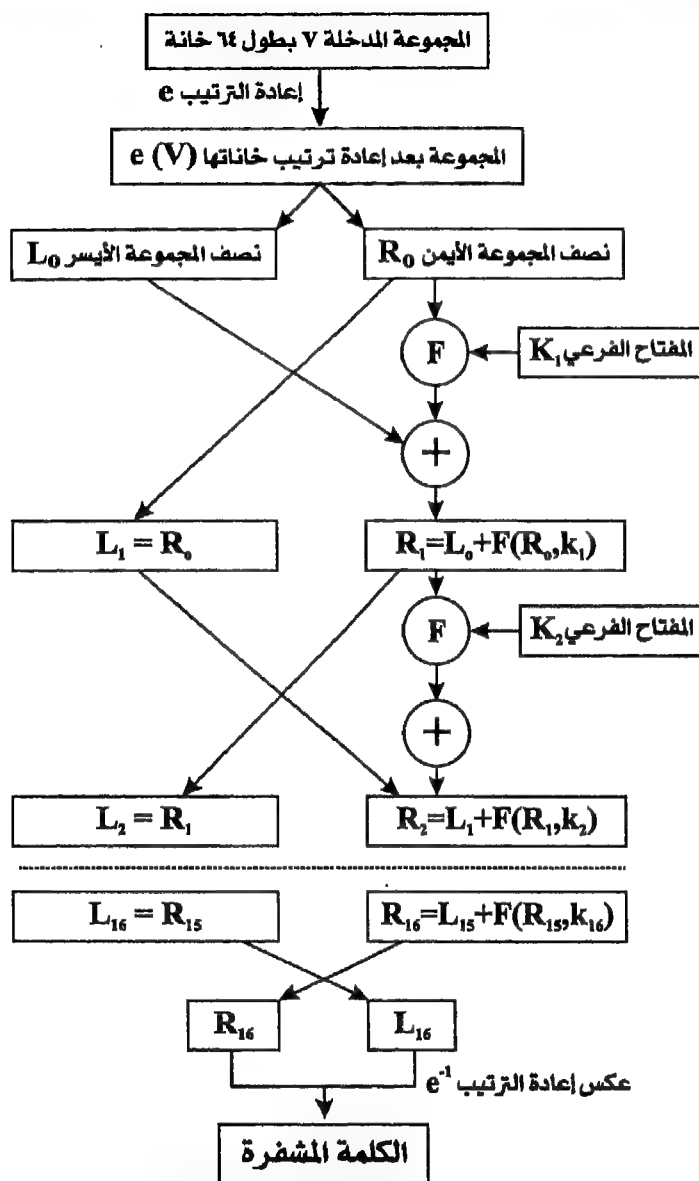 المجموعة المدخلة V بطول ٦٤ خانة
إعادة الترتيب e
المجموعة بعد إعادة ترتيب خاناتها e (V)
نصف المجموعة الأيمن R₀
نصف المجموعة الأيسر L₀
F
المفتاح الفرعي K₁
+
L₁ = R₀
R₁=L₀+F(R₀,k₁)
F
المفتاح الفرعي K₂
+
L₂ = R₁
R₂=L₁+F(R₁,k₂)
L₁₆ = R₁₅
R₁₆=L₁₅+F(R₁₅,k₁₆)
R₁₆
L₁₆
عكس إعادة الترتيب e⁻¹
الكلمة المشفرة